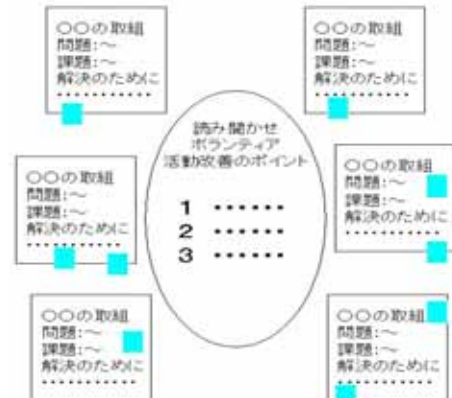 ○○の取組
問題:～
課題:～
解決のために
・・・・・・・・・・・
○○の取組
問題:～
課題:～
解決のために
・・・・・・・・・・・
読み聞かせ
ボランティア
活動改善のポイント
1 ・・・・・・
2 ・・・・・・
3 ・・・・・・
○○の取組
問題:～
課題:～
解決のために
・・・・・・・・・・・
○○の取組
問題:～
課題:～
解決のために
・・・・・・・・・・・
○○の取組
問題:～
課題:～
解決のために
・・・・・・・・・・・
○○の取組
問題:～
課題:～
解決のために
・・・・・・・・・・・